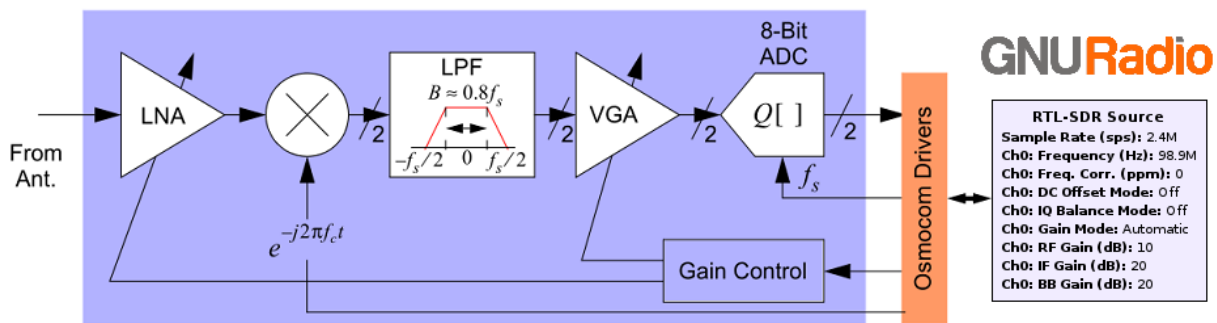 From
Ant.
LNA
e^{-j2πf_c t}
2
LPF
B ≈ 0.8f_s
-f_s/2 0 f_s/2
2
VGA
2
8-Bit
ADC
Q[ ]
2
f_s
Gain Control
Osmocom Drivers
GNURadio
RTL-SDR Source
Sample Rate (sps): 2.4M
Ch0: Frequency (Hz): 98.9M
Ch0: Freq. Corr. (ppm): 0
Ch0: DC Offset Mode: Off
Ch0: IQ Balance Mode: Off
Ch0: Gain Mode: Automatic
Ch0: RF Gain (dB): 10
Ch0: IF Gain (dB): 20
Ch0: BB Gain (dB): 20